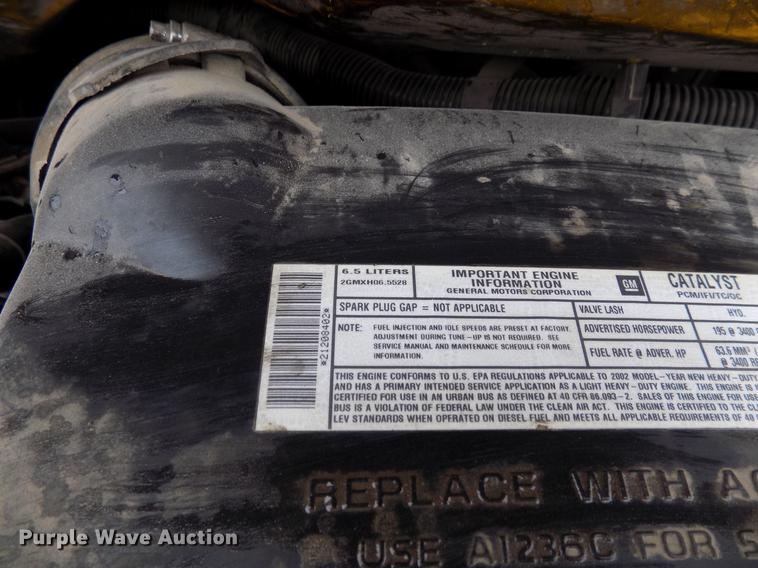 6.5 LITERS
2GMXH06.5528
IMPORTANT ENGINE
INFORMATION
GENERAL MOTORS CORPORATION
GM
CATALYST
PCM/IFI/TC/OC
SPARK PLUG GAP = NOT APPLICABLE
VALVE LASH
HYD.
NOTE: FUEL INJECTION AND IDLE SPEEDS ARE PRESET AT FACTORY.
ADJUSTMENT DURING TUNE-UP IS NOT REQUIRED. SEE
SERVICE MANUAL AND MAINTENANCE SCHEDULE FOR MORE
INFORMATION.
ADVERTISED HORSEPOWER
195 @ 3400
FUEL RATE @ ADVER. HP
63.5 MM³
@ 3400
*21208402*
THIS ENGINE CONFORMS TO U.S. EPA REGULATIONS APPLICABLE TO 2002 MODEL-YEAR NEW HEAVY-DUTY
AND HAS A PRIMARY INTENDED SERVICE APPLICATION AS A LIGHT HEAVY-DUTY ENGINE. THIS ENGINE IS
CERTIFIED FOR USE IN AN URBAN BUS AS DEFINED AT 40 CFR 86.093-2. SALES OF THIS ENGINE FOR USE
BUS IS A VIOLATION OF FEDERAL LAW UNDER THE CLEAN AIR ACT. THIS ENGINE IS CERTIFIED TO THE
LEV STANDARDS WHEN OPERATED ON DIESEL FUEL AND MEETS ALL APPLICABLE REQUIREMENTS OF 40
REPLACE WITH AC
USE A1236C FOR
Purple Wave Auction